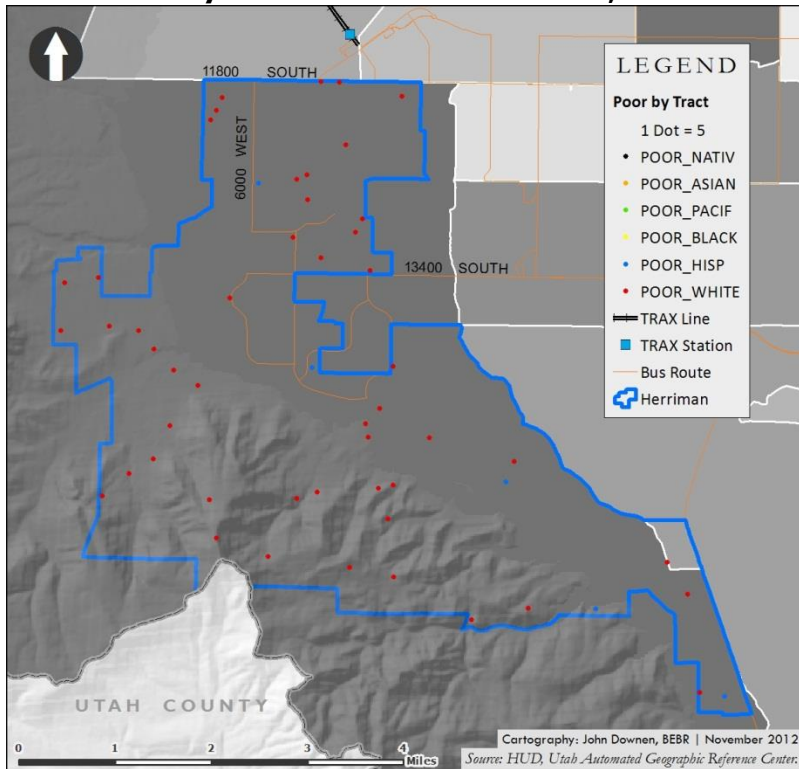 11800 SOUTH
6000 WEST
13400 SOUTH
LEGEND
Poor by Tract
1 Dot = 5
POOR_NATIV
POOR_ASIAN
POOR_PACIF
POOR_BLACK
POOR_HISP
POOR_WHITE
TRAX Line
TRAX Station
Bus Route
Herriman
UTAH COUNTY
0 1 2 3 4
Miles
Cartography: John Downen, BEBR | November 2012
Source: HUD, Utah Automated Geographic Reference Center.